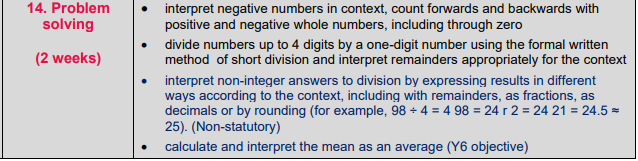 14. Problem
solving
(2 weeks)
• interpret negative numbers in context, count forwards and backwards with
positive and negative whole numbers, including through zero
• divide numbers up to 4 digits by a one-digit number using the formal written
method of short division and interpret remainders appropriately for the context
• interpret non-integer answers to division by expressing results in different
ways according to the context, including with remainders, as fractions, as
decimals or by rounding (for example, 98 ÷ 4 = 4 98 = 24 r 2 = 24 21 = 24.5 ≈
25). (Non-statutory)
• calculate and interpret the mean as an average (Y6 objective)